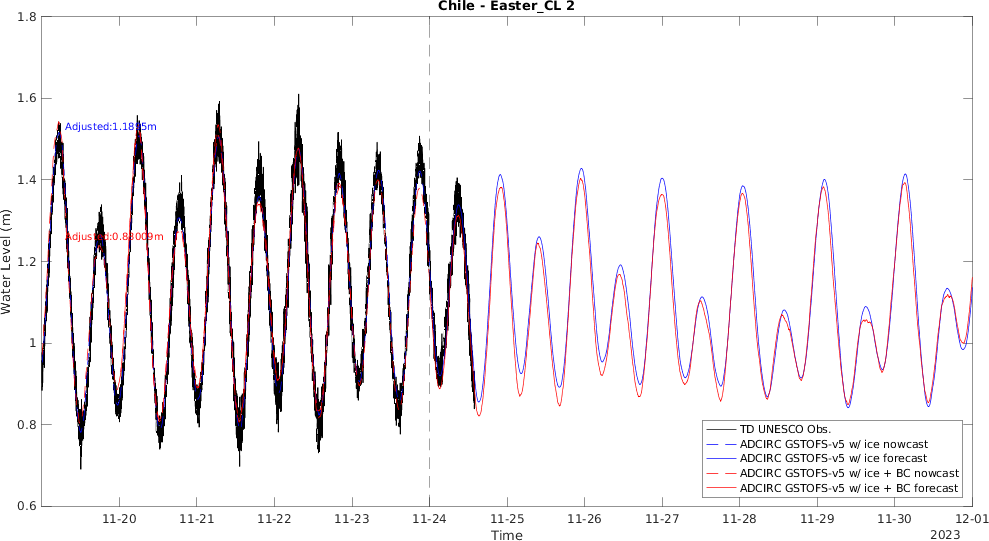 Chile - Easter_CL 2
1.8
1.6
1.4
1.2
1
0.8
0.6
Water Level (m)
Adjusted:1.1895m
Adjusted:0.83009m
TD UNESCO Obs.
ADCIRC GSTOFS-v5 w/ ice nowcast
ADCIRC GSTOFS-v5 w/ ice forecast
ADCIRC GSTOFS-v5 w/ ice + BC nowcast
ADCIRC GSTOFS-v5 w/ ice + BC forecast
11-20 11-21 11-22 11-23 11-24 11-25 11-26 11-27 11-28 11-29 11-30 12-01
Time
2023